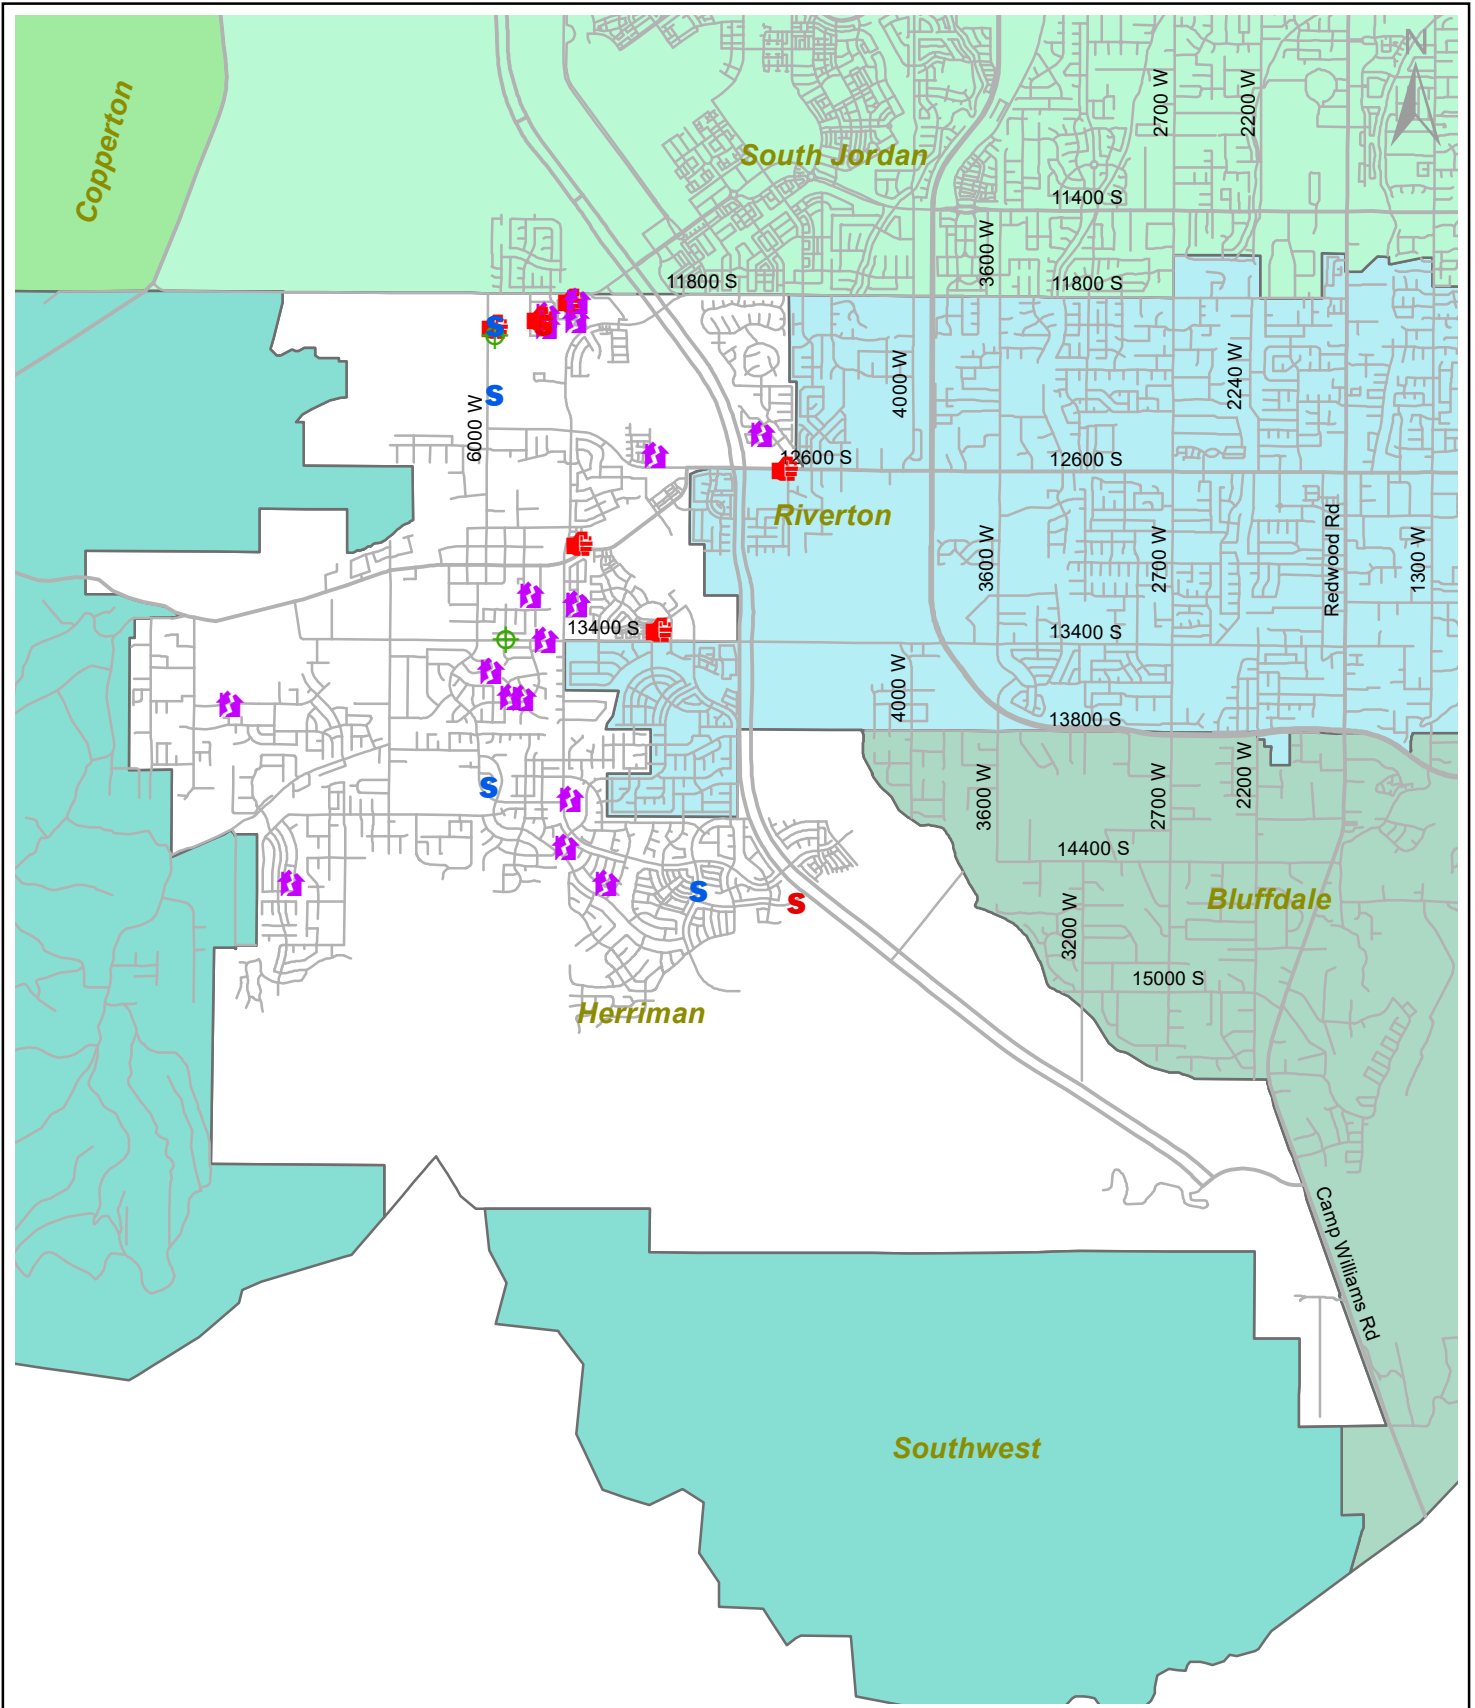 N
Copperton
South Jordan
2700 W
2200 W
11400 S
3600 W
11800 S
11800 S
S
S
6000 W
4000 W
2240 W
12600 S
12600 S
Riverton
3600 W
2700 W
Redwood Rd
1300 W
13400 S
13400 S
4000 W
13800 S
S
3600 W
2700 W
2200 W
14400 S
S
S
Bluffdale
3200 W
15000 S
Herriman
Camp Williams Rd
Southwest